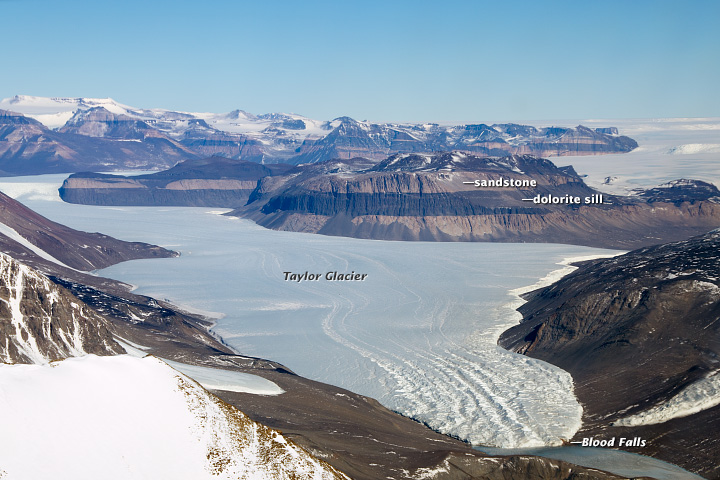 sandstone
dolorite sill
Taylor Glacier
Blood Falls